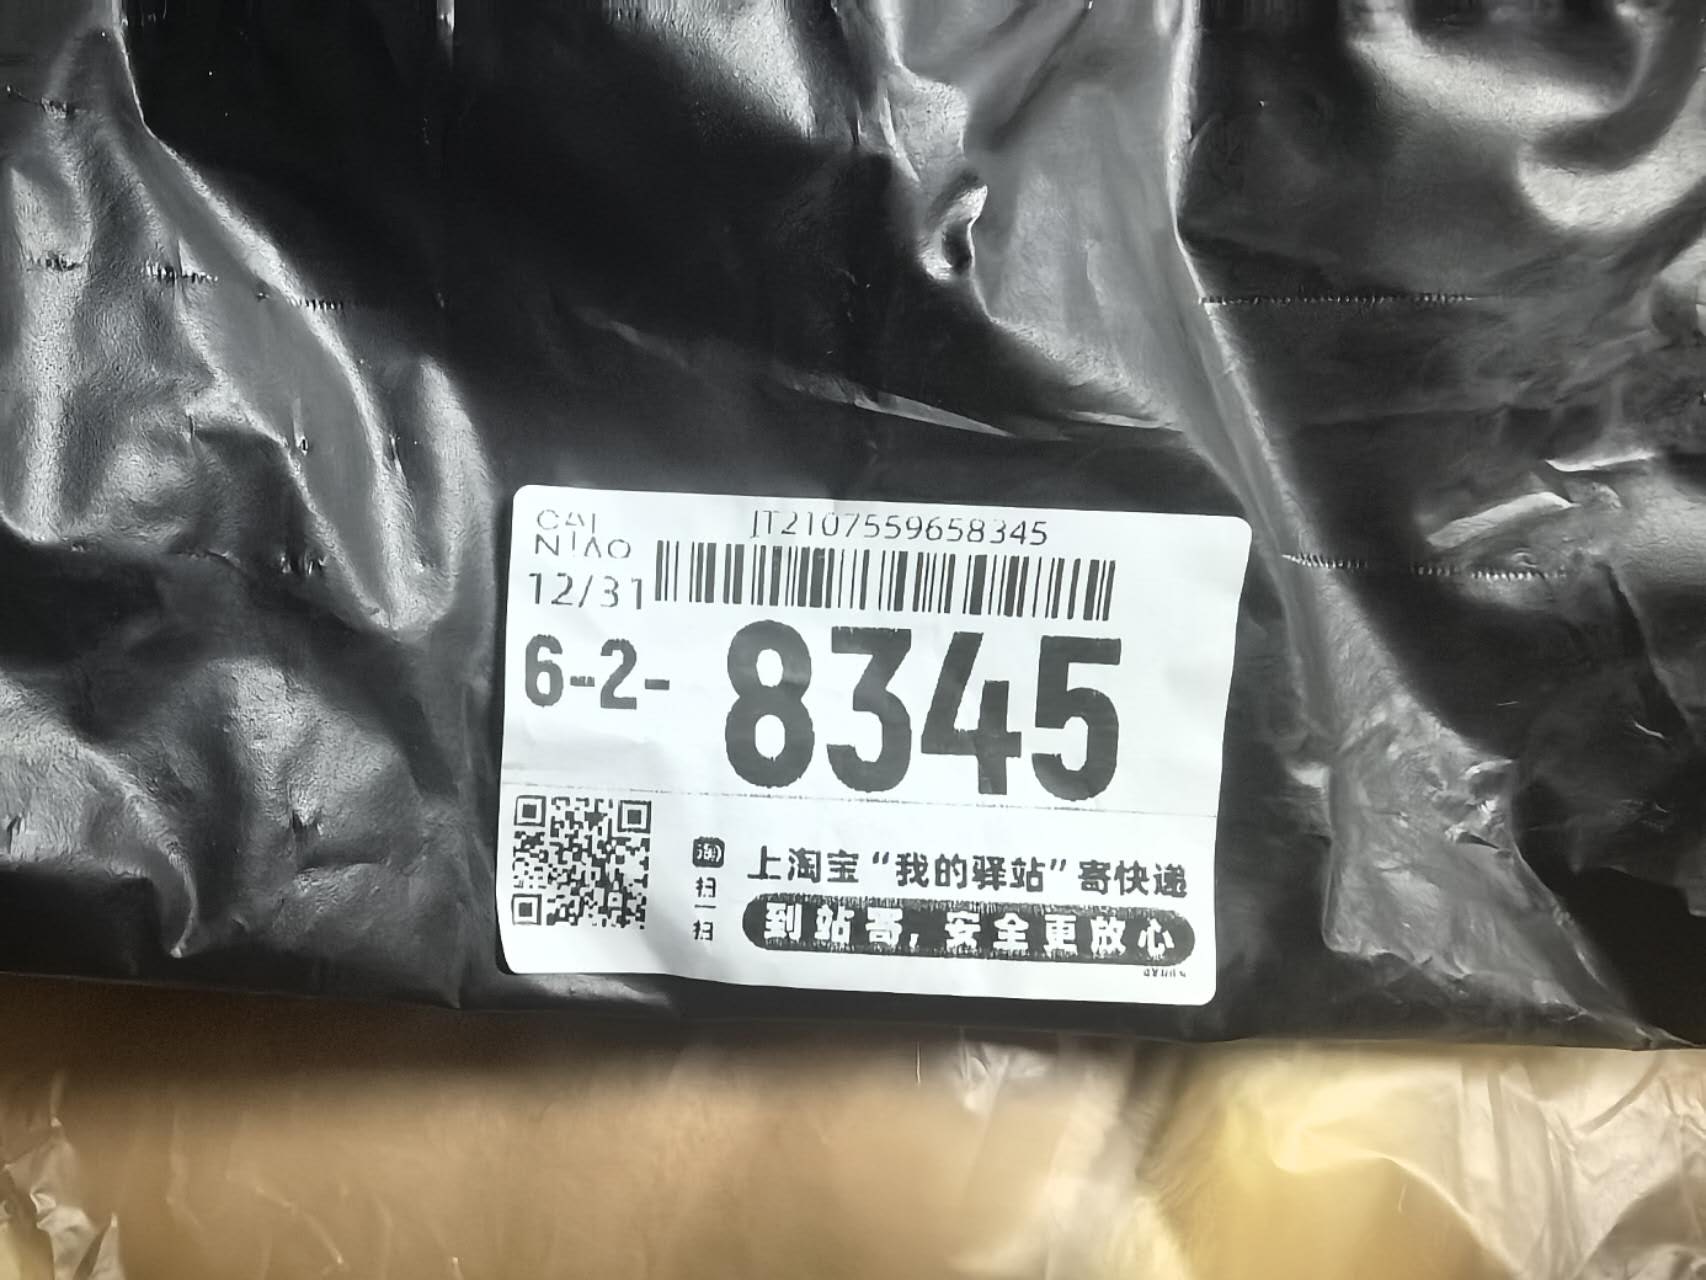 CAI
NIAO
JT2107559658345
12/31
6-2-8345
淘
扫一扫
上淘宝“我的驿站”寄快递
到站寄，安全更放心